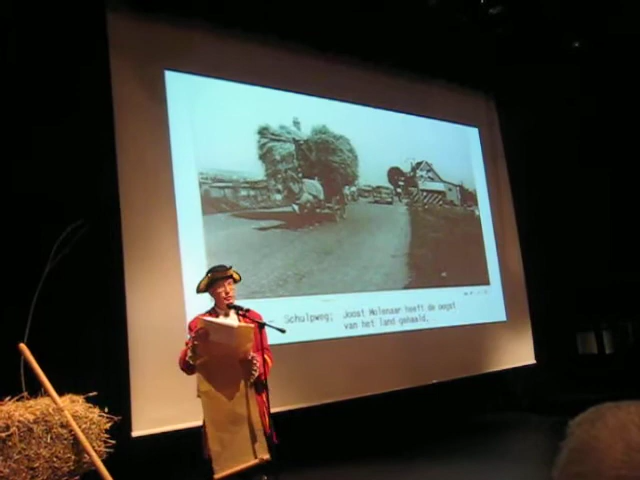 Schulpweg; Joost Molenaar heeft de oogst
van het land gehaald.